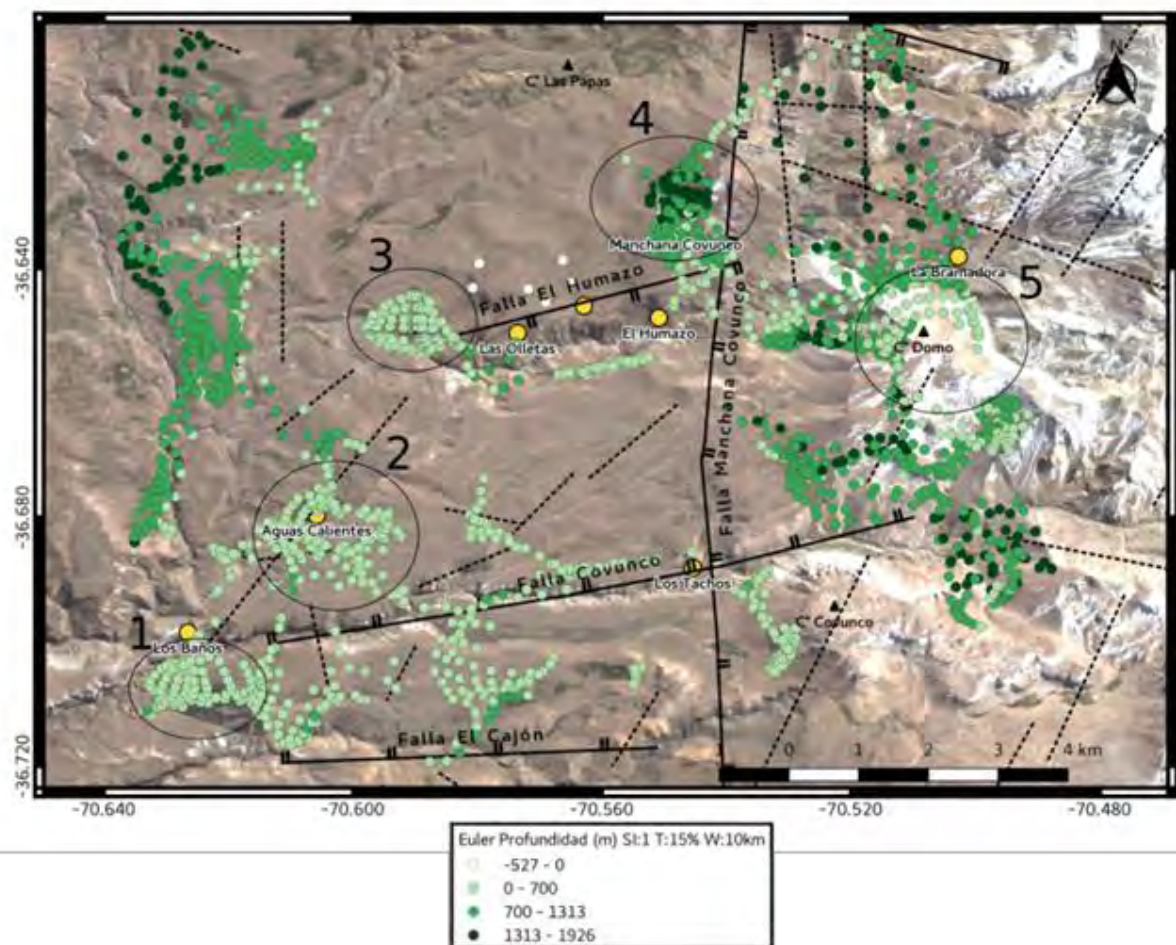 N
C° Las Papas
4
-36.640
Manchana Covunco
3
Falla El Humazo
La Bramadora
5
Las Olletas
El Humazo
C° Domo
Falla Manchana Covunco
2
-36.680
Aguas Calientes
Falla Covunco
Los Tachos
1
Los Baños
C° Covunco
Falla El Cajón
-36.720
1 0 1 2 3 4 km
-70.640 -70.600 -70.560 -70.520 -70.480
Euler Profundidad (m) SI:1 T:15% W:10km
-527 - 0
0 - 700
700 - 1313
1313 - 1926